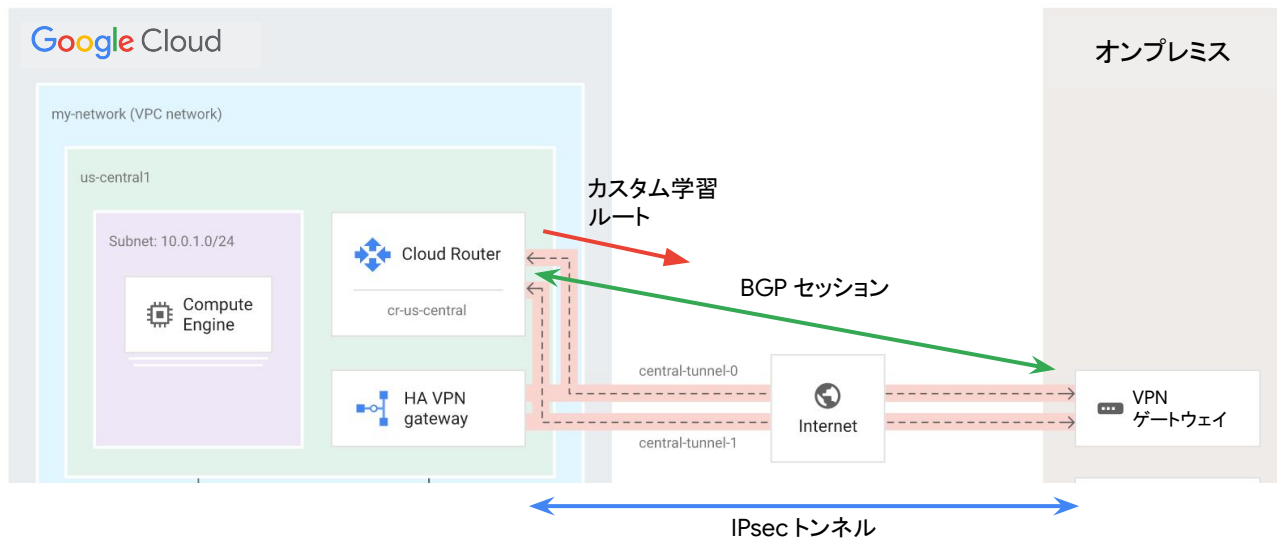 Google Cloud
オンプレミス
my-network (VPC network)
us-central1
カスタム学習
ルート
Subnet: 10.0.1.0/24
Cloud Router
cr-us-central
Compute
Engine
BGP セッション
HA VPN
gateway
central-tunnel-0
central-tunnel-1
Internet
VPN
ゲートウェイ
IPsec トンネル